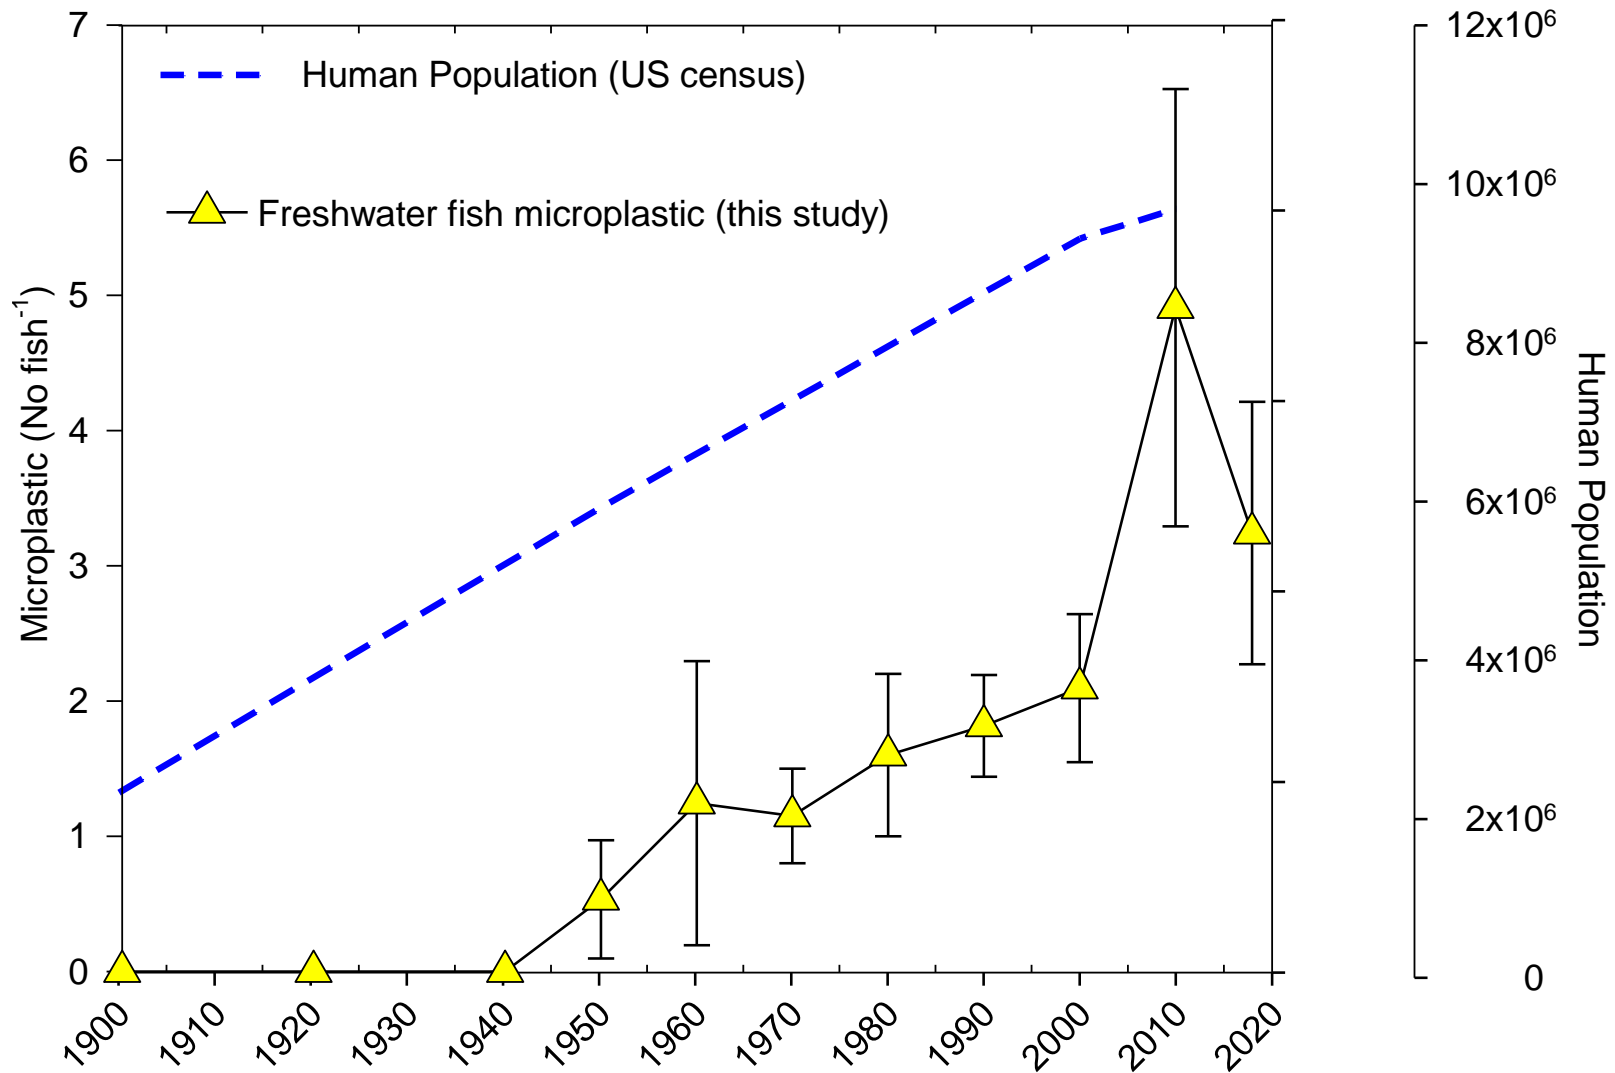 7
6
5
4
3
2
1
0
Microplastic (No fish⁻¹)
Human Population (US census)
Freshwater fish microplastic (this study)
1900
1910
1920
1930
1940
1950
1960
1970
1980
1990
2000
2010
2020
12x10⁶
10x10⁶
8x10⁶
6x10⁶
4x10⁶
2x10⁶
0
Human Population